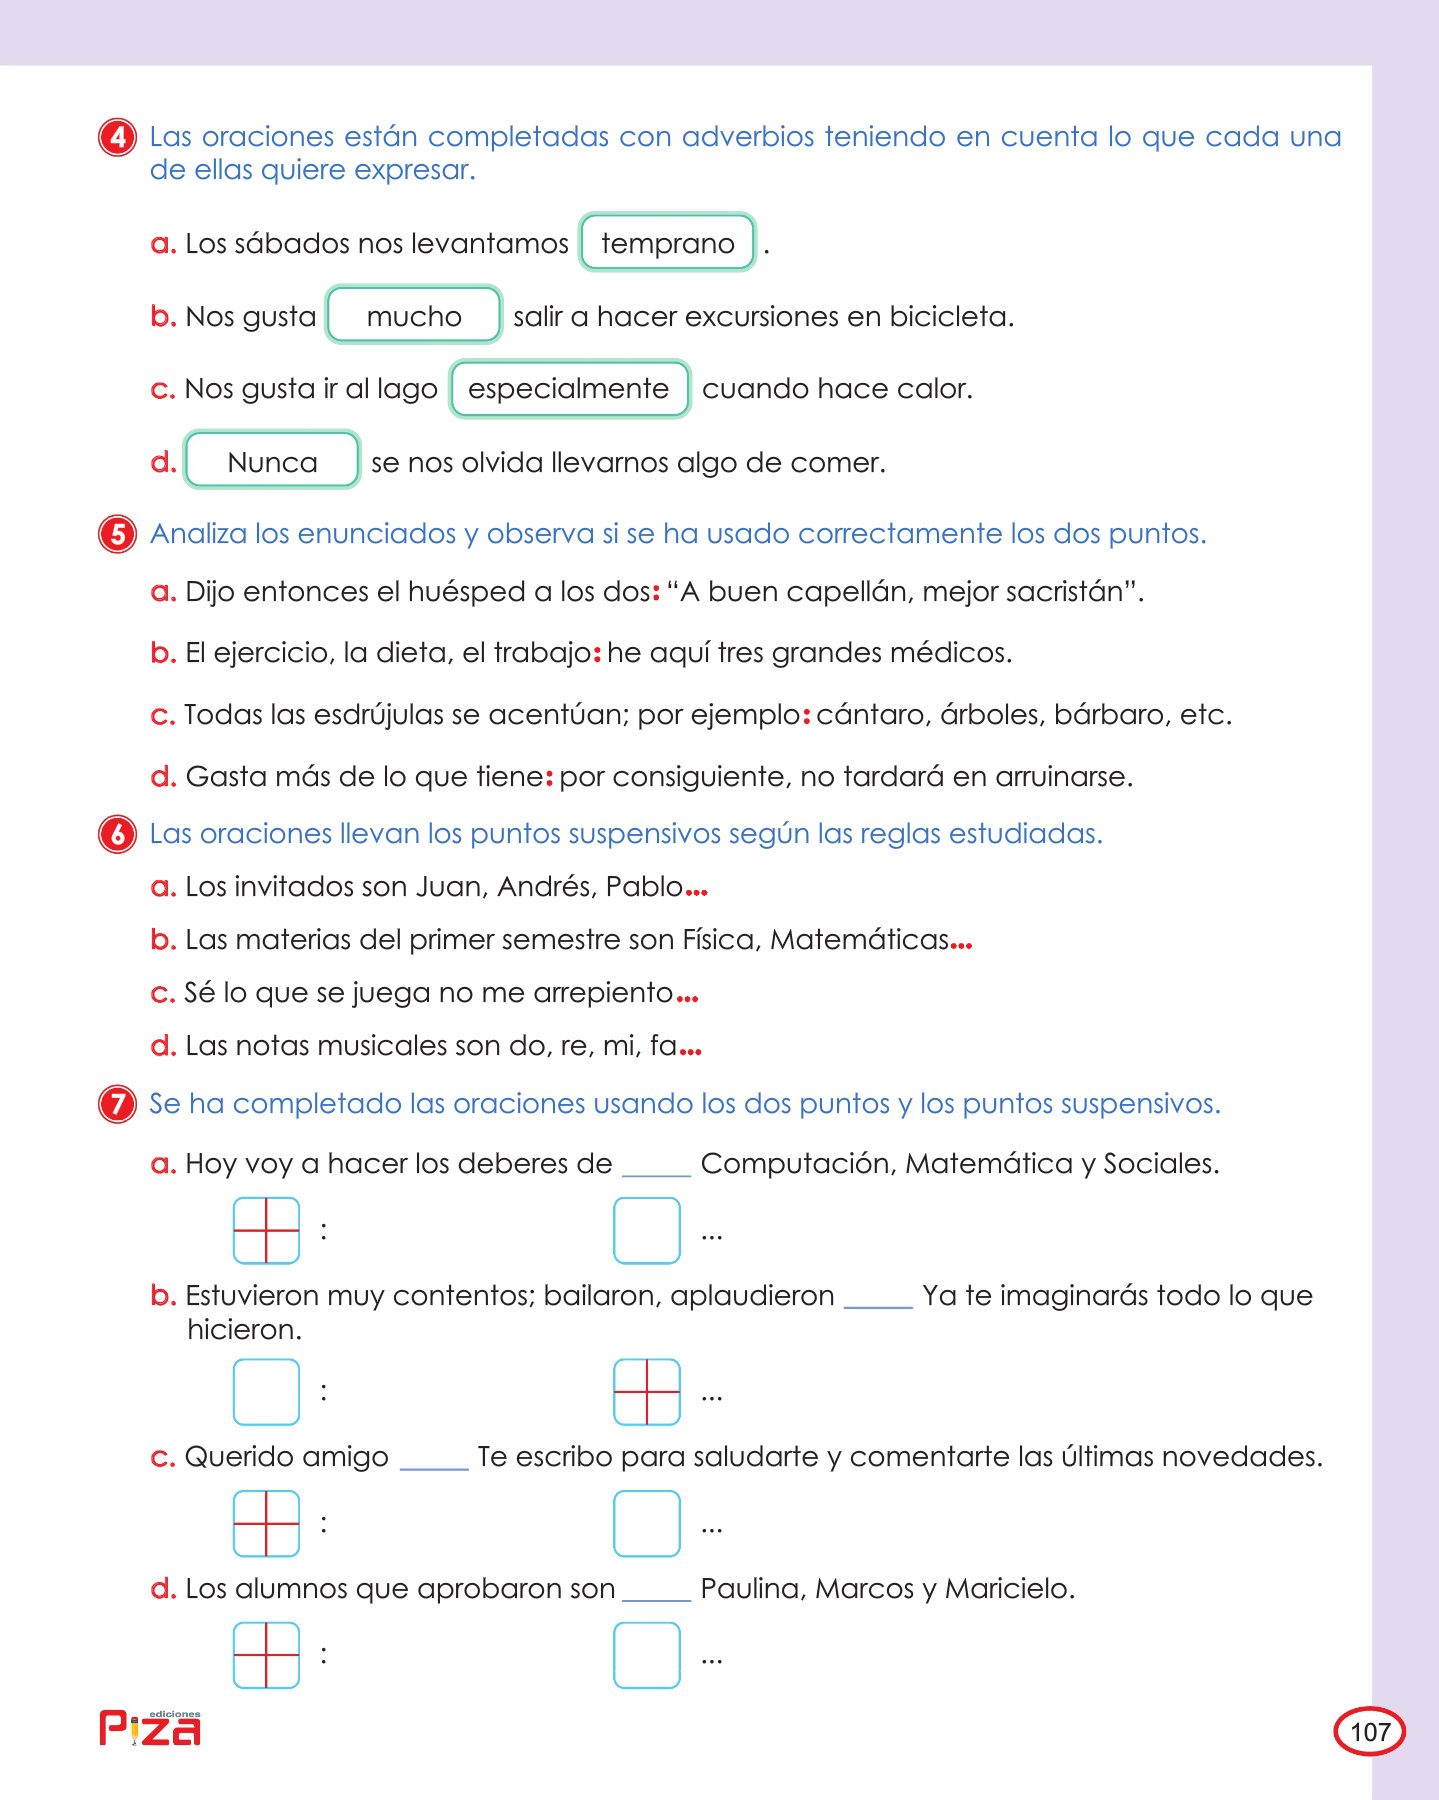 4 Las oraciones están completadas con adverbios teniendo en cuenta lo que cada una
de ellas quiere expresar.
a. Los sábados nos levantamos temprano .
b. Nos gusta mucho salir a hacer excursiones en bicicleta.
c. Nos gusta ir al lago especialmente cuando hace calor.
d. Nunca se nos olvida llevarnos algo de comer.
5 Analiza los enunciados y observa si se ha usado correctamente los dos puntos.
a. Dijo entonces el huésped a los dos: “A buen capellán, mejor sacristán”.
b. El ejercicio, la dieta, el trabajo: he aquí tres grandes médicos.
c. Todas las esdrújulas se acentúan; por ejemplo: cántaro, árboles, bárbaro, etc.
d. Gasta más de lo que tiene: por consiguiente, no tardará en arruinarse.
6 Las oraciones llevan los puntos suspensivos según las reglas estudiadas.
a. Los invitados son Juan, Andrés, Pablo...
b. Las materias del primer semestre son Física, Matemáticas...
c. Sé lo que se juega no me arrepiento...
d. Las notas musicales son do, re, mi, fa...
7 Se ha completado las oraciones usando los dos puntos y los puntos suspensivos.
a. Hoy voy a hacer los deberes de _____ Computación, Matemática y Sociales.
: ...
b. Estuvieron muy contentos; bailaron, aplaudieron _____ Ya te imaginarás todo lo que
hicieron.
: ...
c. Querido amigo _____ Te escribo para saludarte y comentarte las últimas novedades.
: ...
d. Los alumnos que aprobaron son _____ Paulina, Marcos y Maricielo.
: ...
ediciones
Piza
107